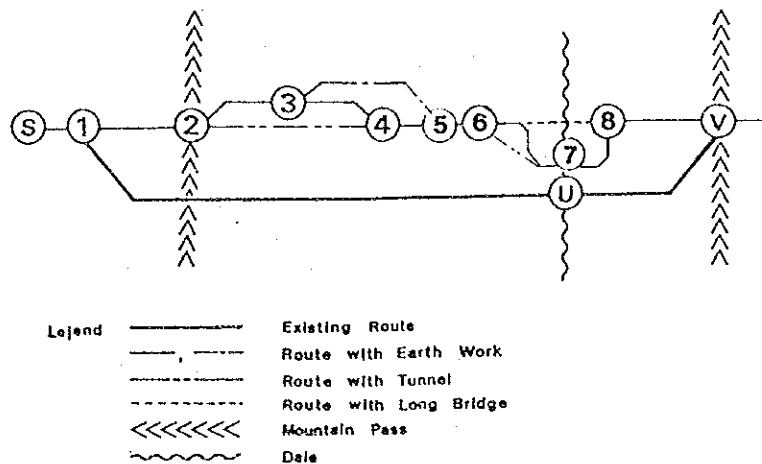 S 1 2 3 4 5 6 7 8 V
U
Lejend Existing Route
Route with Earth Work
Route with Tunnel
Route with Long Bridge
Mountain Pass
Dale